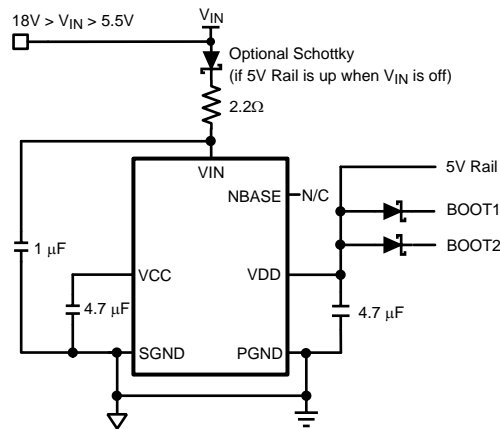 18V > VIN > 5.5V
VIN
Optional Schottky
(if 5V Rail is up when VIN is off)
2.2Ω
VIN
5V Rail
NBASE
N/C
BOOT1
BOOT2
1 μF
VCC
VDD
4.7 μF
4.7 μF
SGND
PGND